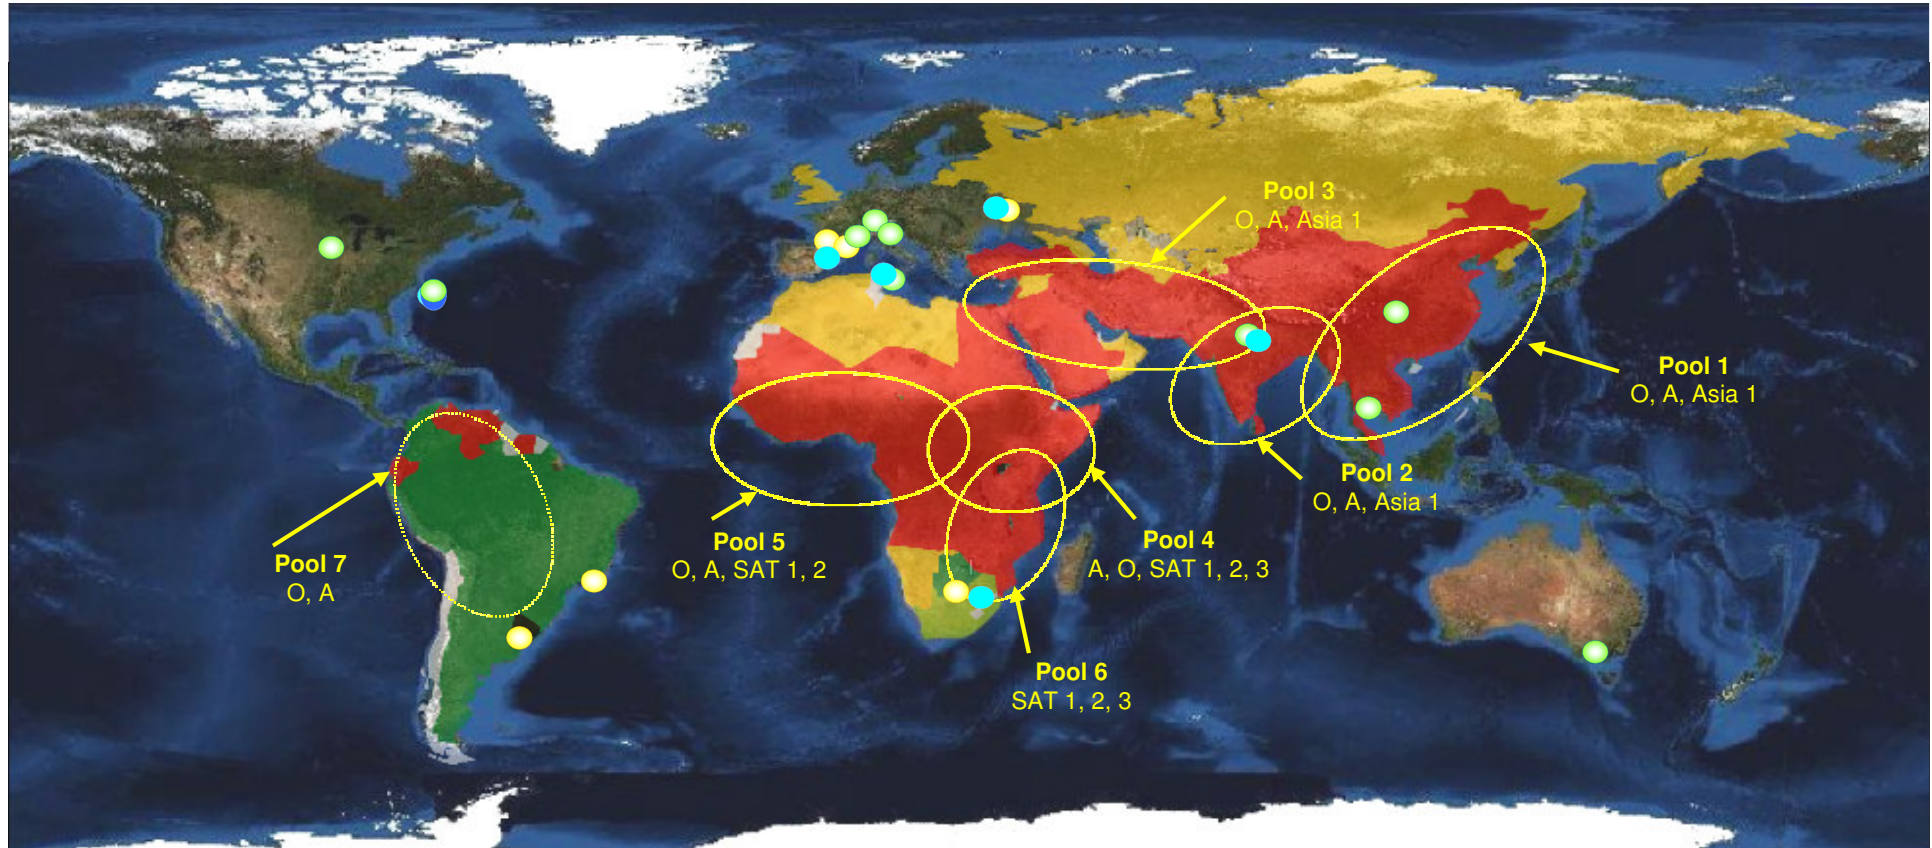 Pool 3
O, A, Asia 1
Pool 1
O, A, Asia 1
Pool 2
O, A, Asia 1
Pool 5
O, A, SAT 1, 2
Pool 4
A, O, SAT 1, 2, 3
Pool 7
O, A
Pool 6
SAT 1, 2, 3